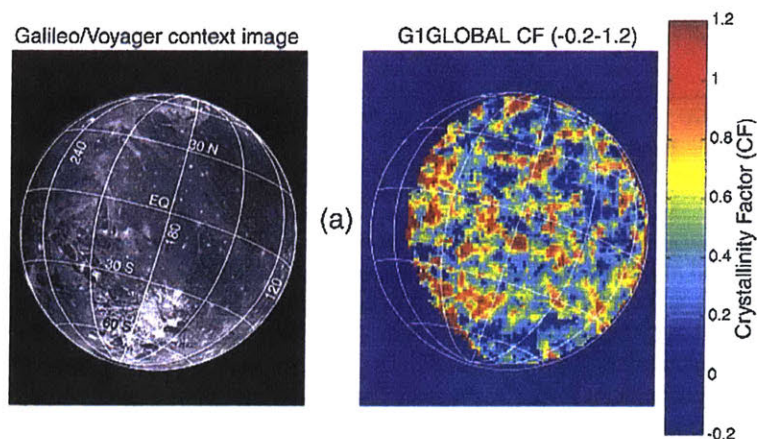 Galileo/Voyager context image
240
30 N
EQ
180
30 S
120
60 S
(a)
G1GLOBAL CF (-0.2-1.2)
1.2
1
0.8
0.6
0.4
0.2
0
-0.2
Crystallinity Factor (CF)